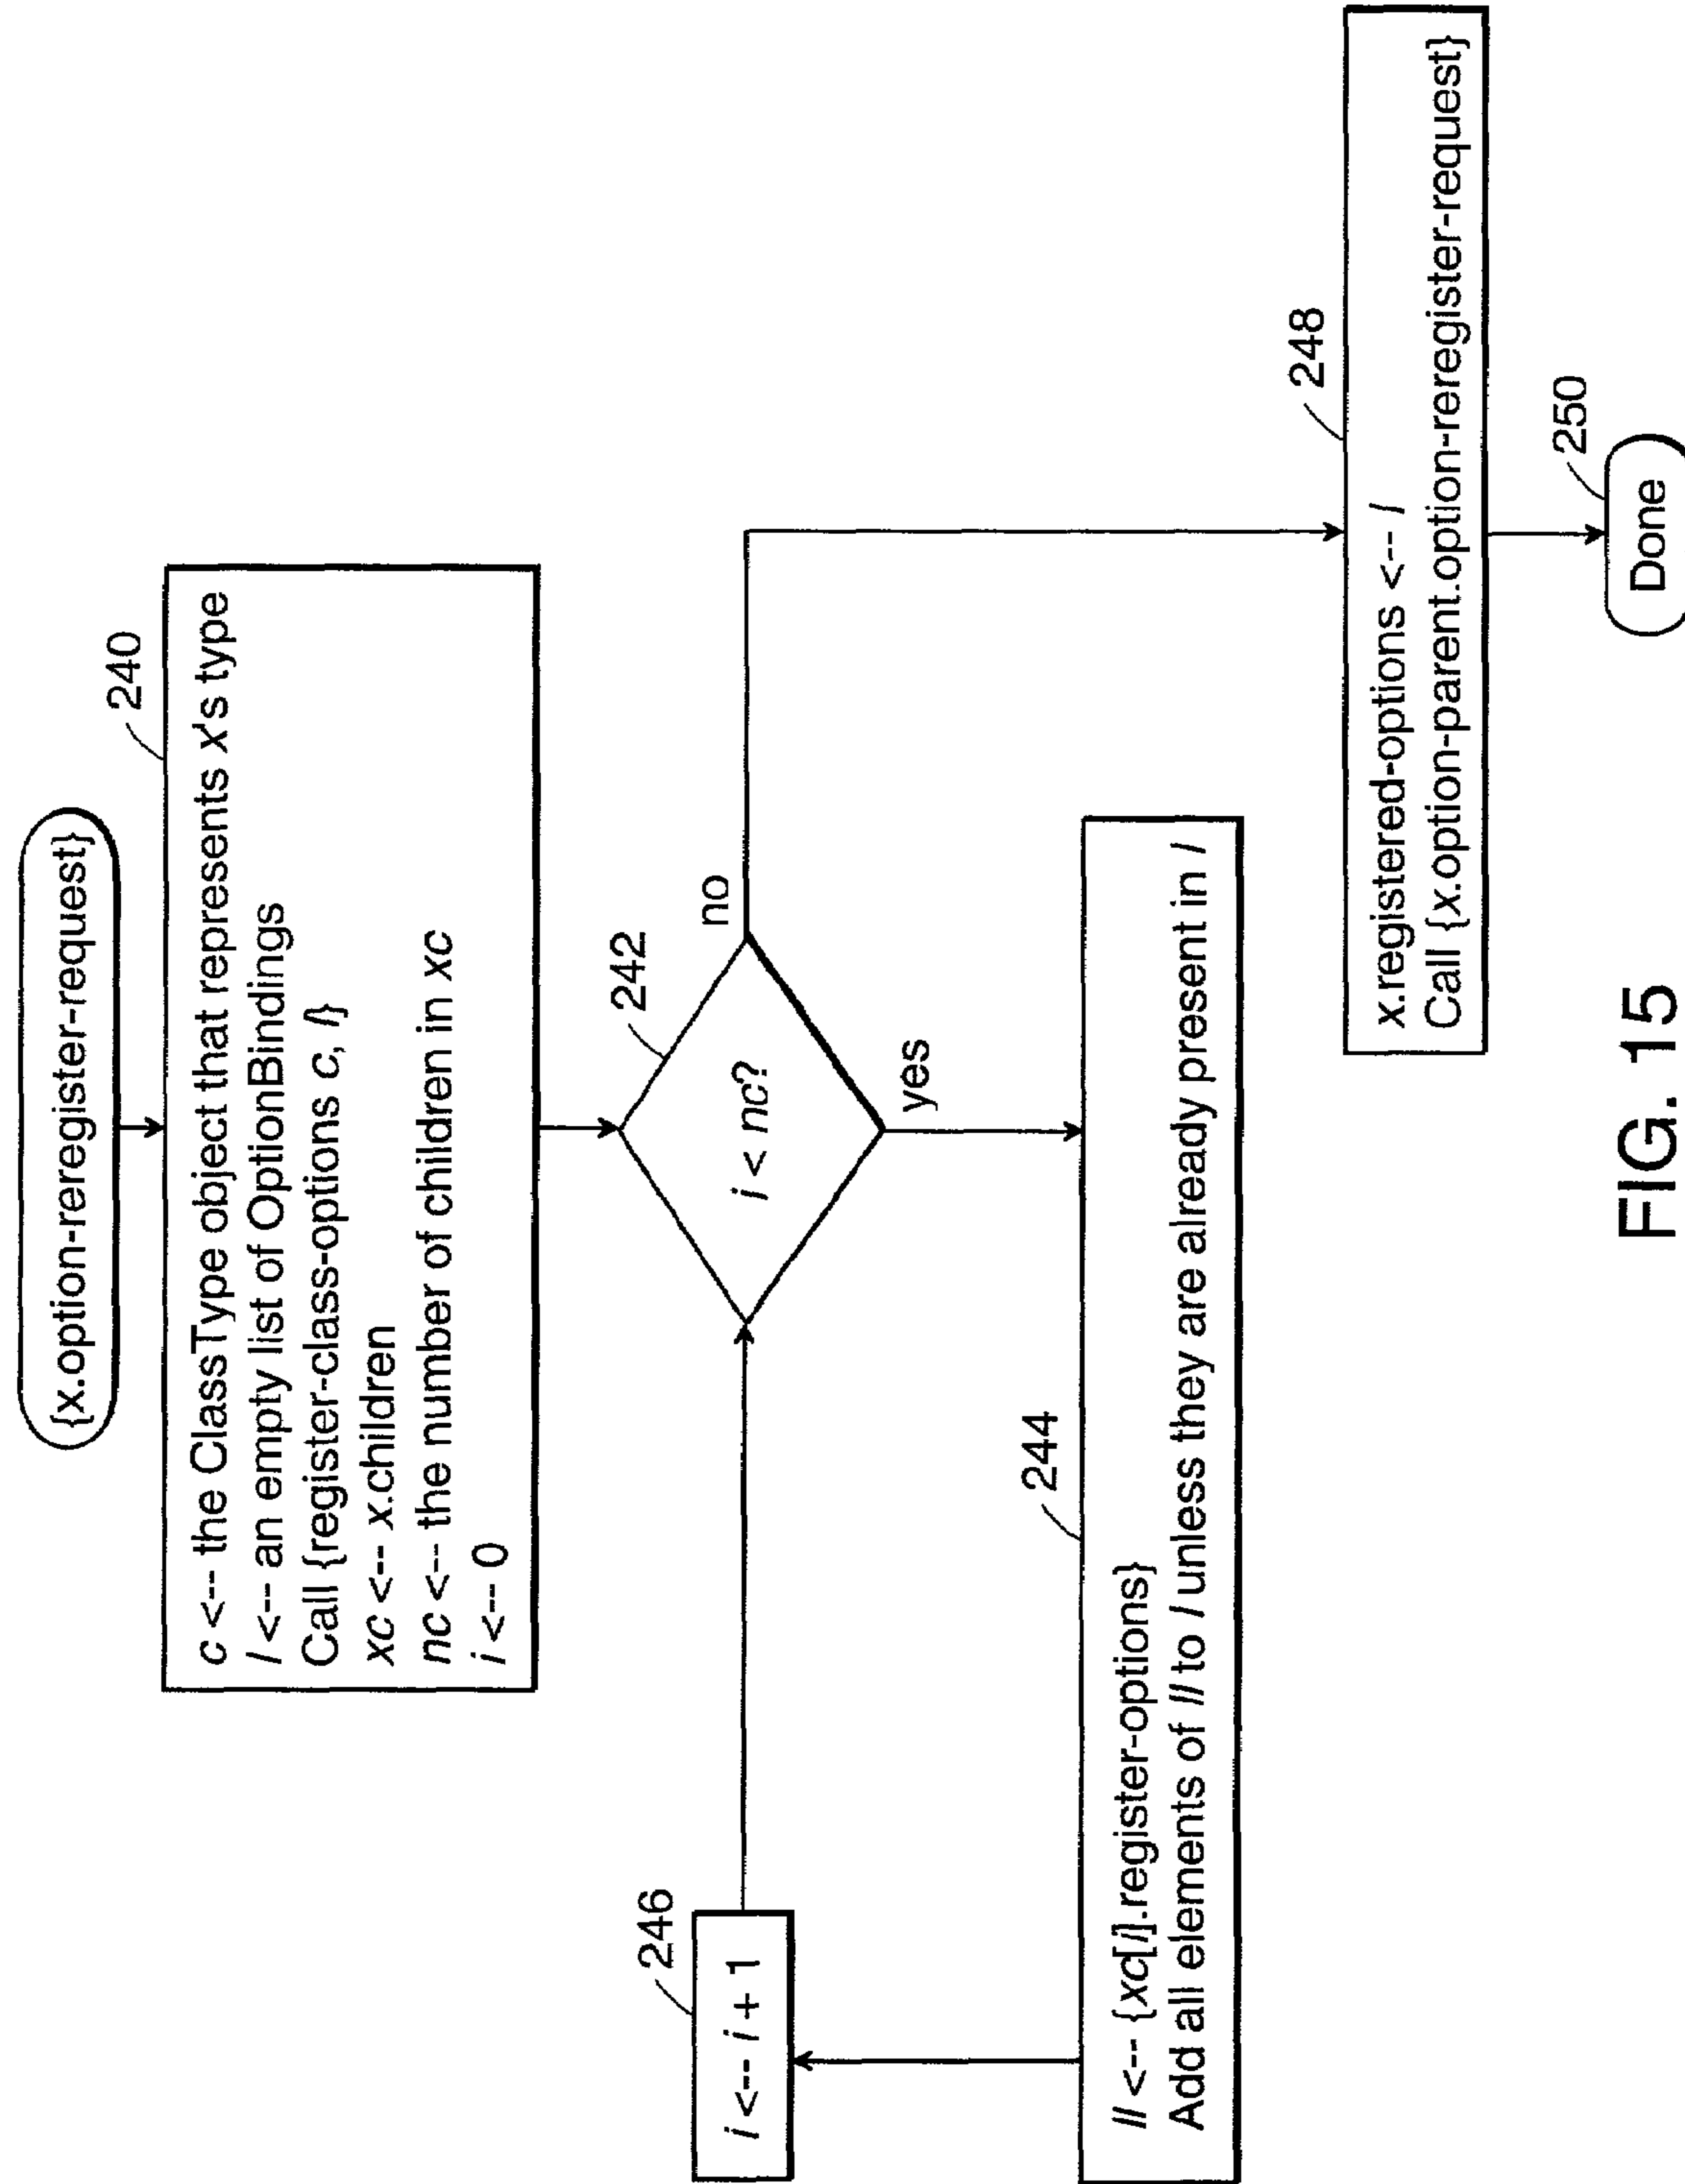 {x.option-reregister-request}
240
c <-- the ClassType object that represents x's type
l <-- an empty list of OptionBindings
Call {register-class-options c, l}
xc <-- x.children
nc <-- the number of children in xc
i <-- 0
242
i < nc?
no
yes
246
i <-- i + 1
244
ll <-- {xc[i].register-options}
Add all elements of ll to l unless they are already present in l
248
x.registered-options <-- l
Call {x.option-parent.option-reregister-request}
250
Done
FIG. 15